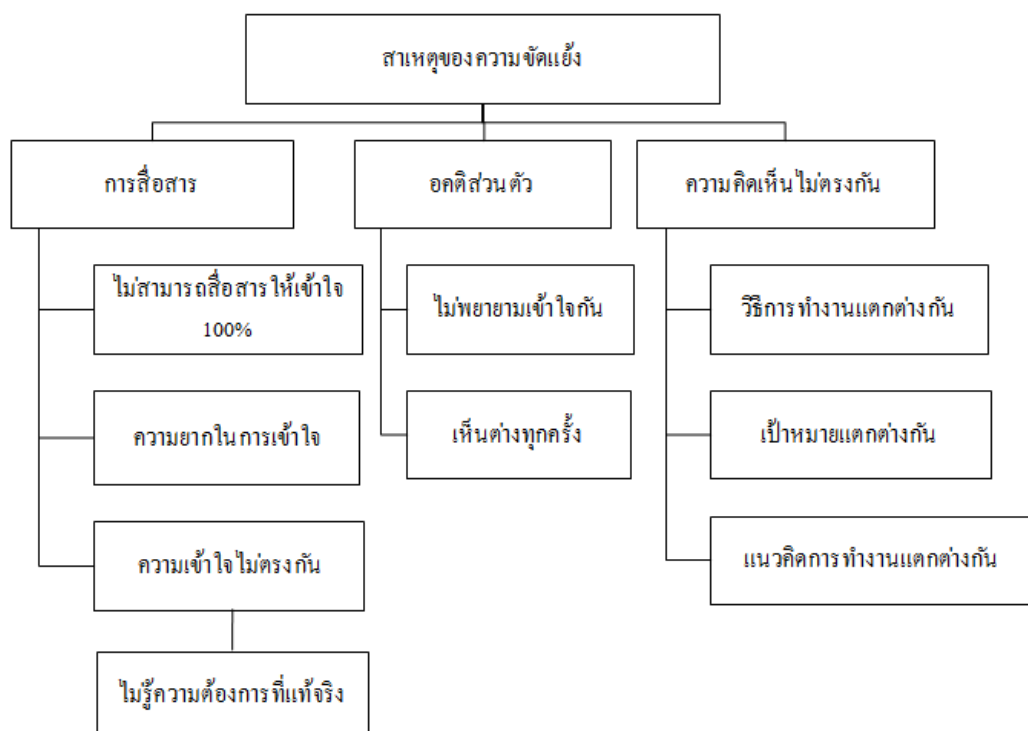 สาเหตุของความขัดแย้ง
การสื่อสาร
ไม่สามารถสื่อสารให้เข้าใจ
100%
ความยากในการเข้าใจ
ความเข้าใจไม่ตรงกัน
ไม่รู้ความต้องการที่แท้จริง
อคติส่วนตัว
ไม่พยายามเข้าใจกัน
เห็นต่างทุกครั้ง
ความคิดเห็นไม่ตรงกัน
วิธีการทำงานแตกต่างกัน
เป้าหมายแตกต่างกัน
แนวคิดการทำงานแตกต่างกัน